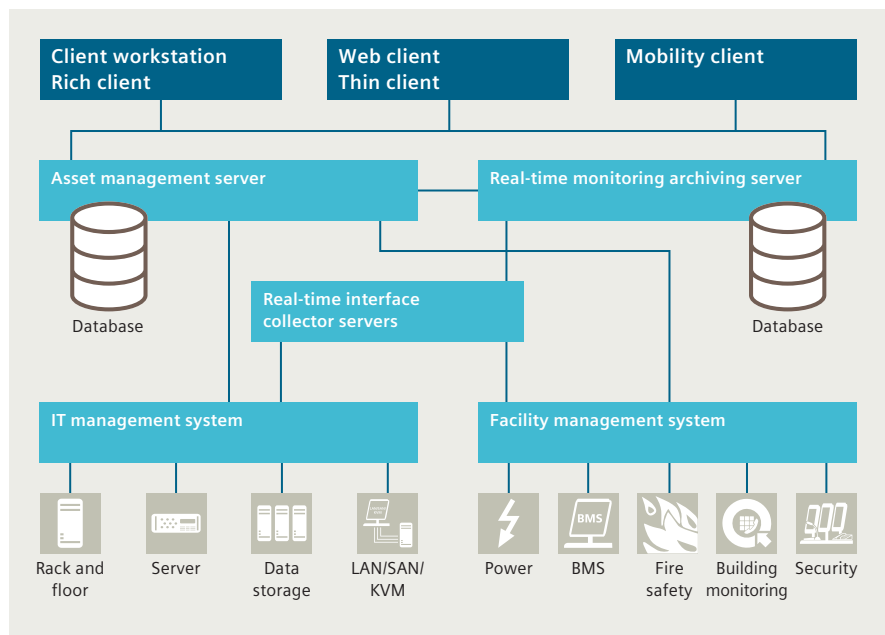 Client workstation
Rich client
Web client
Thin client
Mobility client
Asset management server
Real-time monitoring archiving server
Database
Database
Real-time interface
collector servers
IT management system
Facility management system
BMS
Rack and
floor
Server
Data
storage
LAN/SAN/
KVM
Power
BMS
Fire
safety
Building
monitoring
Security